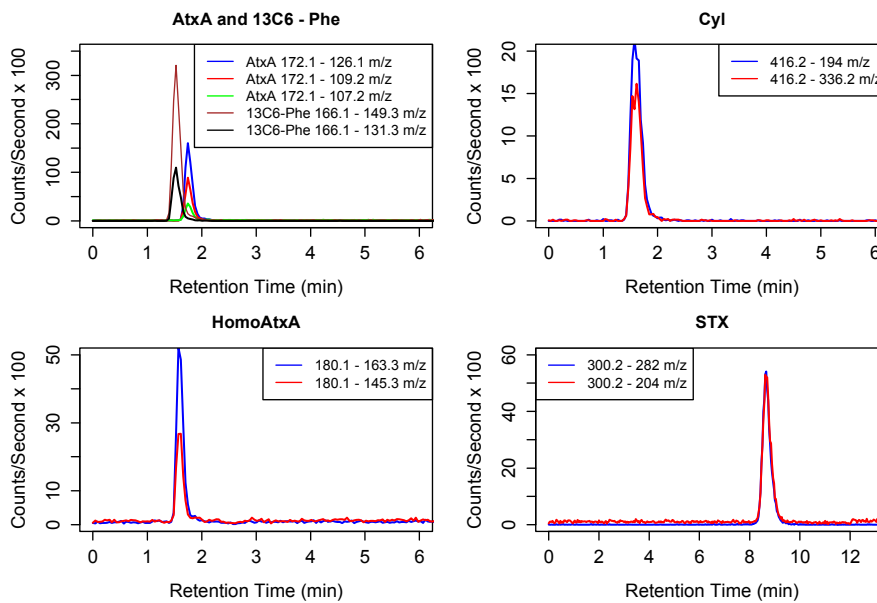 AtxA and 13C6 - Phe
Counts/Second x 100
300
100
0
AtxA 172.1 - 126.1 m/z
AtxA 172.1 - 109.2 m/z
AtxA 172.1 - 107.2 m/z
13C6-Phe 166.1 - 149.3 m/z
13C6-Phe 166.1 - 131.3 m/z
0 1 2 3 4 5 6
Retention Time (min)
Cyl
Counts/Second x 100
20
15
10
5
0
416.2 - 194 m/z
416.2 - 336.2 m/z
0 1 2 3 4 5 6
Retention Time (min)
HomoAtxA
Counts/Second x 100
50
30
10
0
180.1 - 163.3 m/z
180.1 - 145.3 m/z
0 1 2 3 4 5 6
Retention Time (min)
STX
Counts/Second x 100
60
40
20
0
300.2 - 282 m/z
300.2 - 204 m/z
0 2 4 6 8 10 12
Retention Time (min)